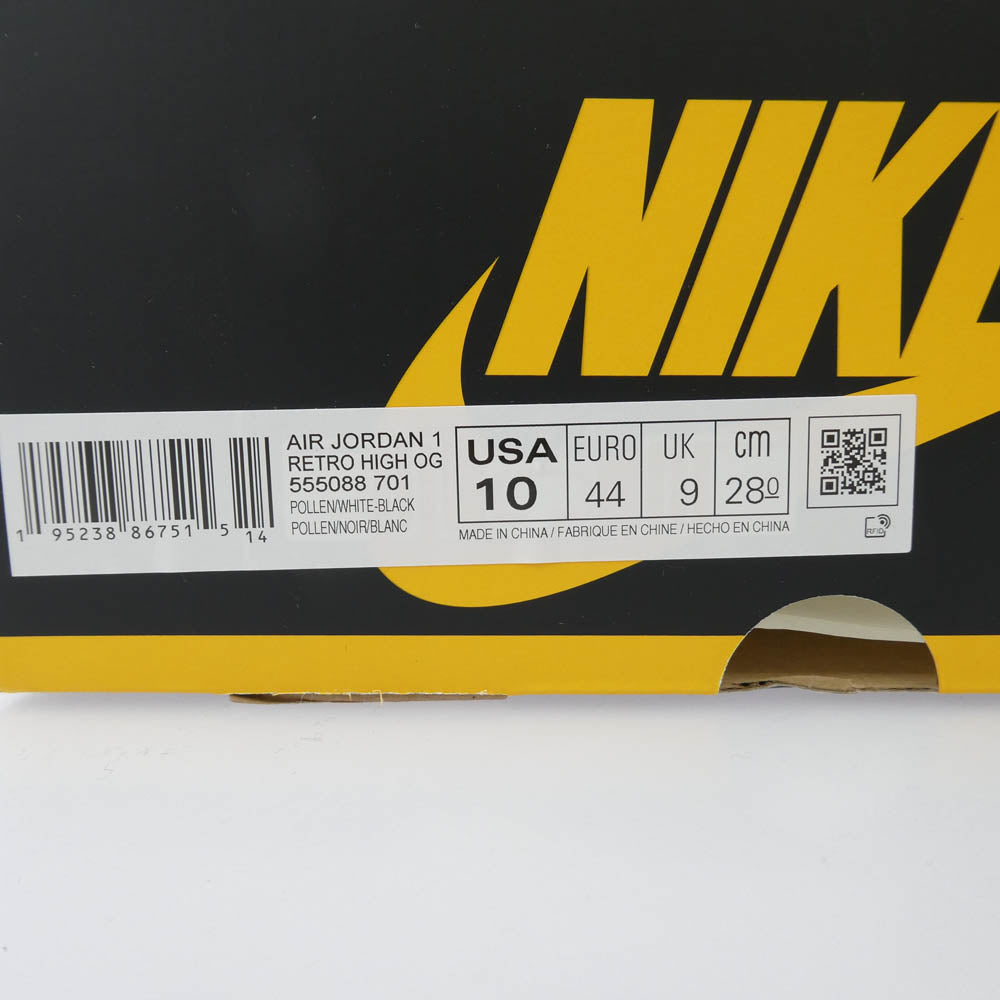 NIKE
AIR JORDAN 1
RETRO HIGH OG
555088 701
POLLEN/WHITE-BLACK
POLLEN/NOIR/BLANC
1 95238 86751 5 14
USA EURO UK cm
10 44 9 28.0
MADE IN CHINA / FABRIQUE EN CHINE / HECHO EN CHINA
RFID